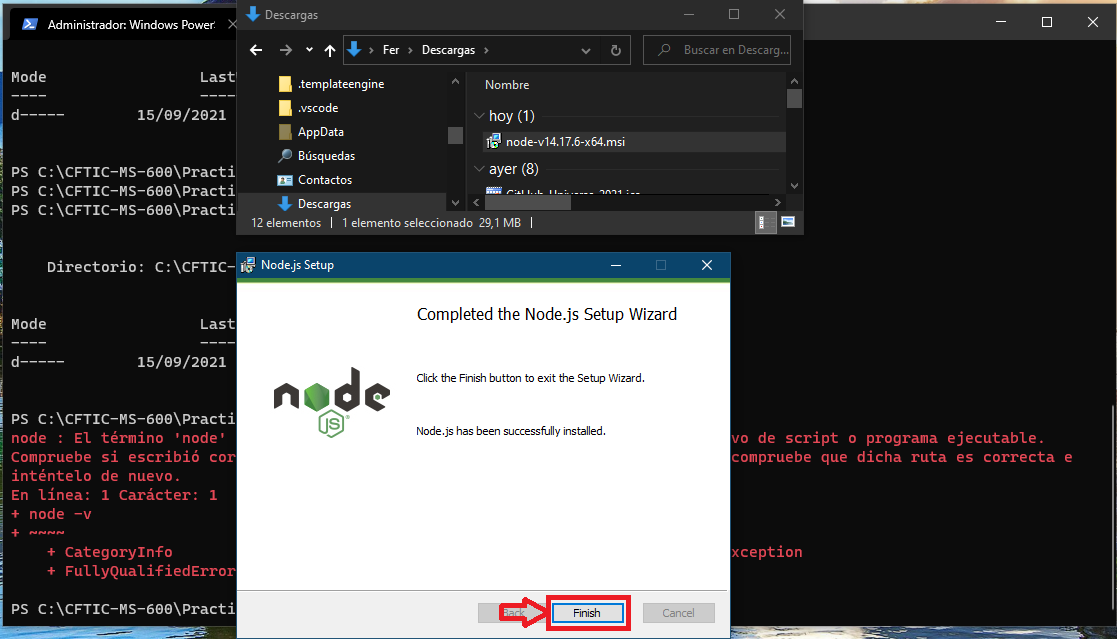 Administrador: Windows Power
Mode Last
---- ----
d----- 15/09/2021
PS C:\CFTIC-MS-600\Practi
PS C:\CFTIC-MS-600\Practi
PS C:\CFTIC-MS-600\Practi
Directorio: C:\CFTIC-
Mode Last
---- ----
d----- 15/09/2021
PS C:\CFTIC-MS-600\Practi
node : El término 'node' vo de script o programa ejecutable.
Compruebe si escribió cor compruebe que dicha ruta es correcta e
inténtelo de nuevo.
En línea: 1 Carácter: 1
+ node -v
+ ~~~~
+ CategoryInfo xception
+ FullyQualifiedError
PS C:\CFTIC-MS-600\Practi
Descargas
Fer > Descargas >
Buscar en Descarg...
.templateengine
.vscode
AppData
Búsquedas
Contactos
Descargas
Nombre
hoy (1)
node-v14.17.6-x64.msi
ayer (8)
GitHub_Universe_2021.ics
12 elementos | 1 elemento seleccionado 29,1 MB |
Node.js Setup
Completed the Node.js Setup Wizard
node
JS
®
Click the Finish button to exit the Setup Wizard.
Node.js has been successfully installed.
Back
Finish
Cancel